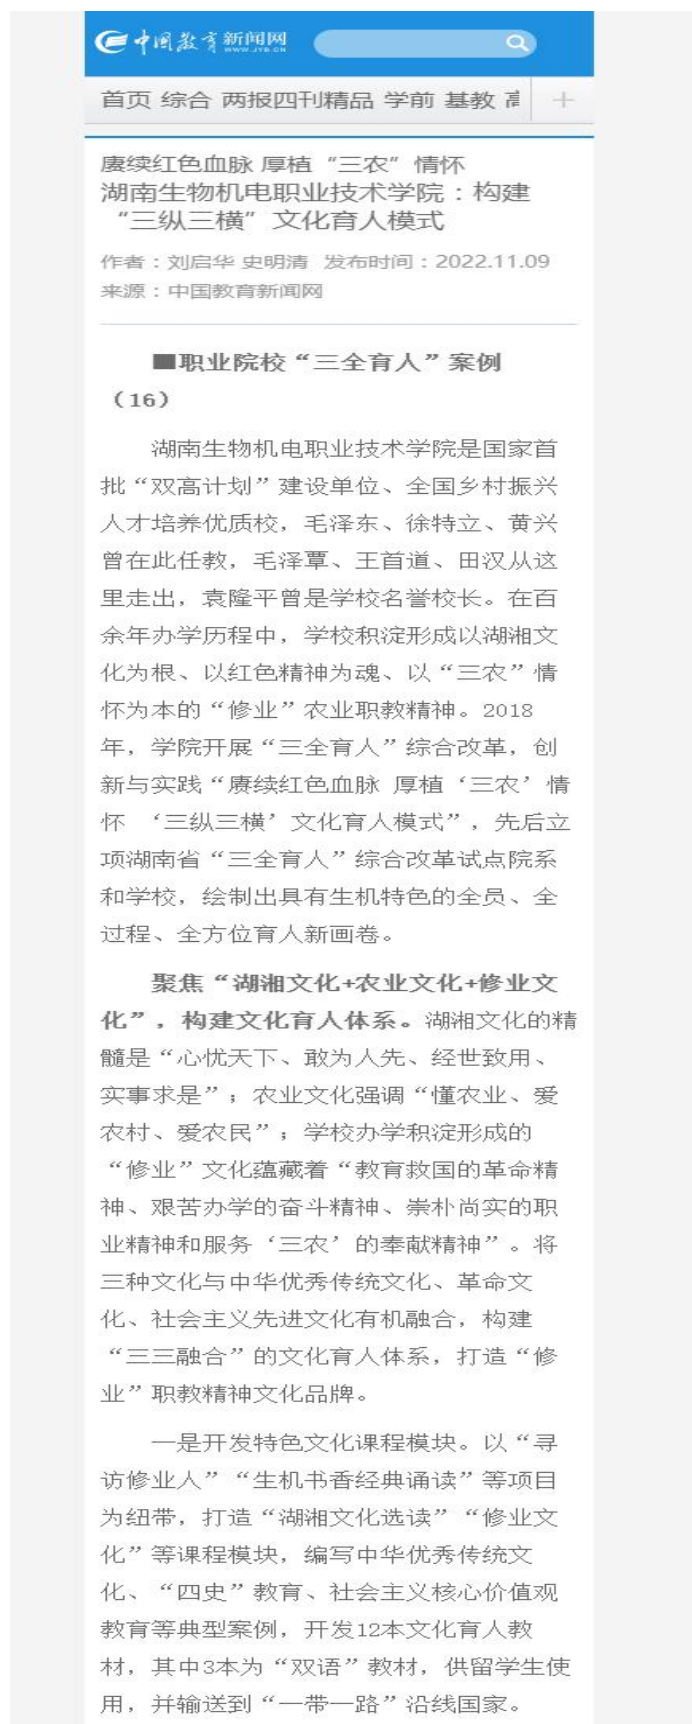 中国教育新闻网
WWW.JYB.CN
首页 综合 两报四刊精品 学前 基教
赓续红色血脉 厚植“三农”情怀
湖南生物机电职业技术学院：构建
“三纵三横”文化育人模式
作者：刘启华 史明清 发布时间：2022.11.09
来源：中国教育新闻网
■职业院校“三全育人”案例
（16）
湖南生物机电职业技术学院是国家首
批“双高计划”建设单位、全国乡村振兴
人才培养优质校，毛泽东、徐特立、黄兴
曾在此任教，毛泽覃、王首道、田汉从这
里走出，袁隆平曾是学校名誉校长。在百
余年办学历程中，学校积淀形成以湖湘文
化为根、以红色精神为魂、以“三农”情
怀为本的“修业”农业职教精神。2018
年，学院开展“三全育人”综合改革，创
新与实践“赓续红色血脉 厚植‘三农’情
怀 ‘三纵三横’文化育人模式”，先后立
项湖南省“三全育人”综合改革试点院系
和学校，绘制出具有生机特色的全员、全
过程、全方位育人新画卷。
聚焦“湖湘文化+农业文化+修业文
化”，构建文化育人体系。湖湘文化的精
髓是“心忧天下、敢为人先、经世致用、
实事求是”；农业文化强调“懂农业、爱
农村、爱农民”；学校办学积淀形成的
“修业”文化蕴藏着“教育救国的革命精
神、艰苦办学的奋斗精神、崇朴尚实的职
业精神和服务‘三农’的奉献精神”。将
三种文化与中华优秀传统文化、革命文
化、社会主义先进文化有机融合，构建
“三三融合”的文化育人体系，打造“修
业”职教精神文化品牌。
一是开发特色文化课程模块。以“寻
访修业人”“生机书香经典诵读”等项目
为纽带，打造“湖湘文化选读”“修业文
化”等课程模块，编写中华优秀传统文
化、“四史”教育、社会主义核心价值观
教育等典型案例，开发12本文化育人教
材，其中3本为“双语”教材，供留学生使
用，并输送到“一带一路”沿线国家。